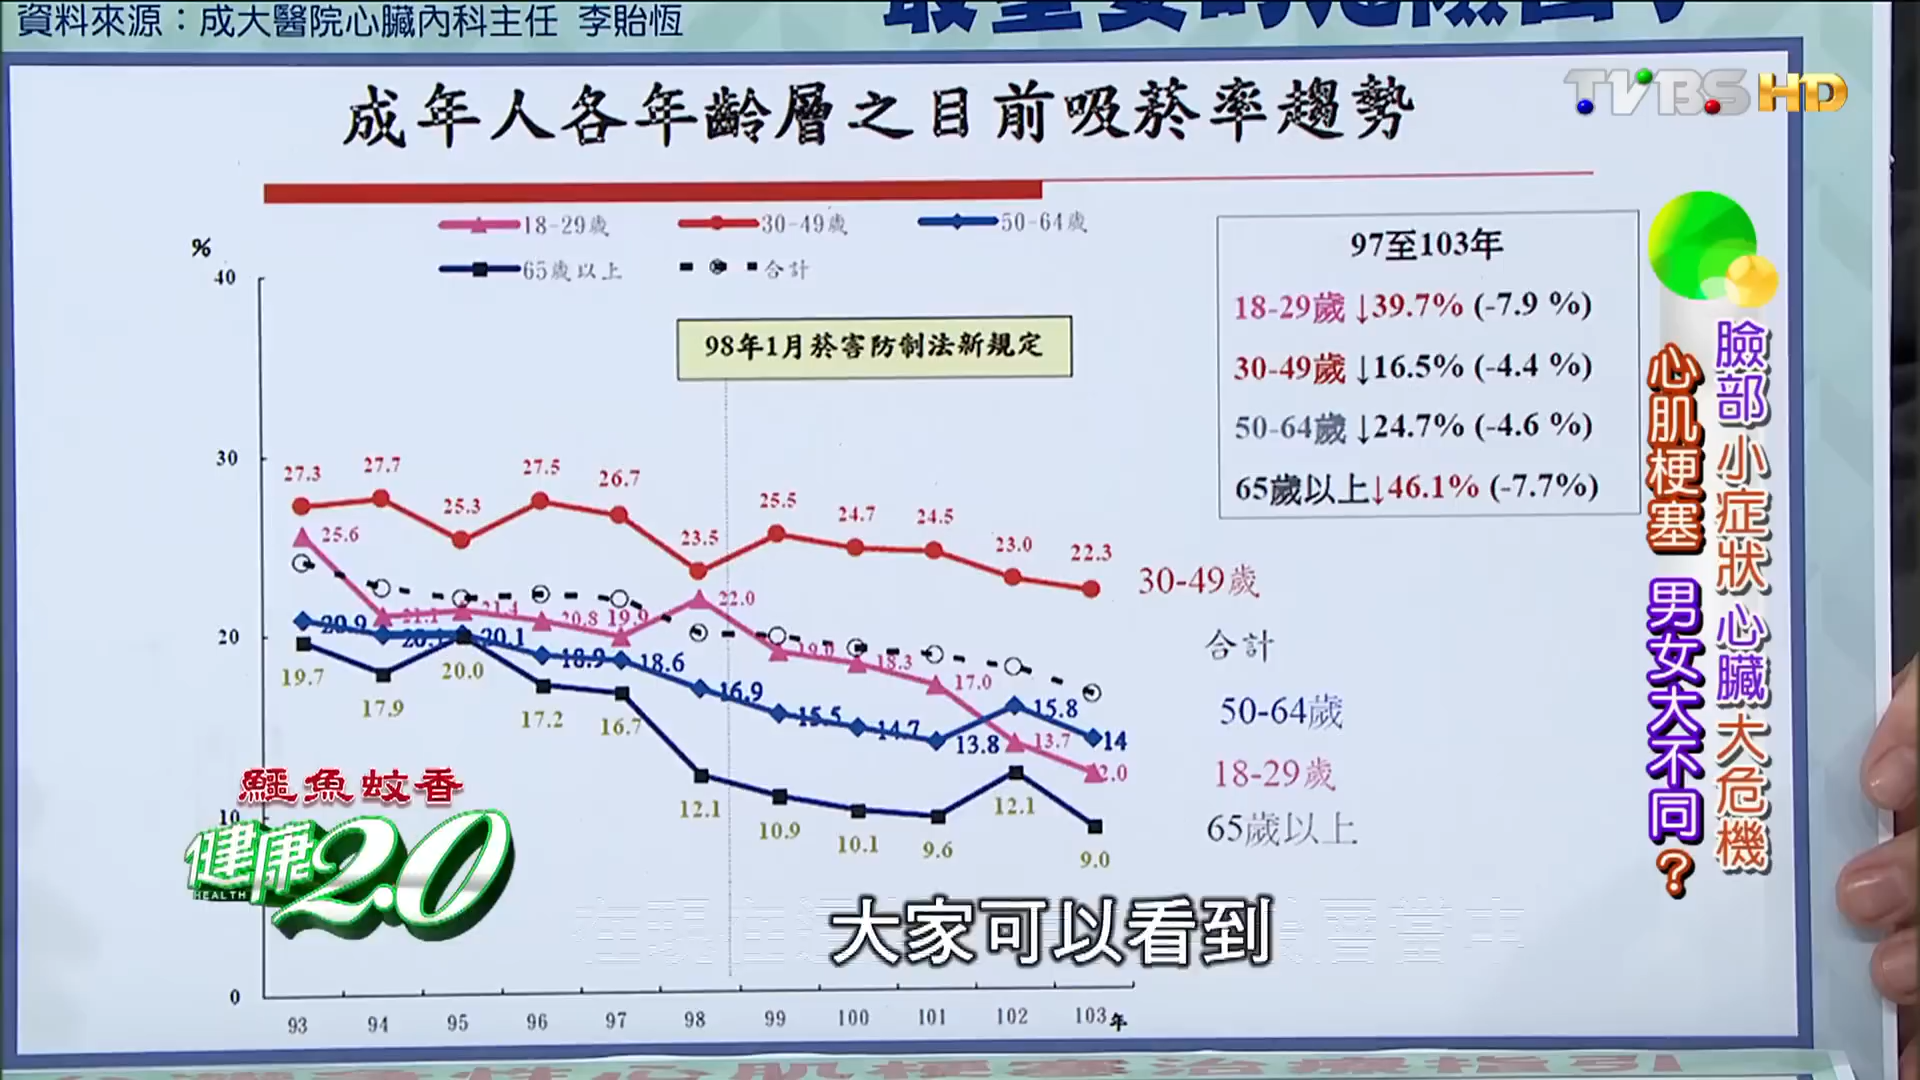 資料來源：成大醫院心臟內科主任 李貽恆
成年人各年齡層之目前吸菸率趨勢
TVBS HD
18-29歲 30-49歲 50-64歲
65歲以上 合計
%
40
30
20
10
0
98年1月菸害防制法新規定
97至103年
18-29歲 ↓39.7% (-7.9 %)
30-49歲 ↓16.5% (-4.4 %)
50-64歲 ↓24.7% (-4.6 %)
65歲以上↓46.1% (-7.7%)
27.3 27.7 25.3 27.5 26.7 23.5 25.5 24.7 24.5 23.0 22.3
25.6 21.1 21.4 20.8 19.9 22.0 19.0 18.3 17.0 13.7
20.9 20.1 18.9 18.6 16.9 15.5 14.7 13.8 15.8 14
19.7 17.9 20.0 17.2 16.7 12.1 10.9 10.1 9.6 12.1 9.0
30-49歲
合計
50-64歲
18-29歲
65歲以上
93 94 95 96 97 98 99 100 101 102 103年
臉部小症狀 心臟大危機
心肌梗塞 男女大不同？
鱷魚蚊香
健康2.0
HEALTH
大家可以看到